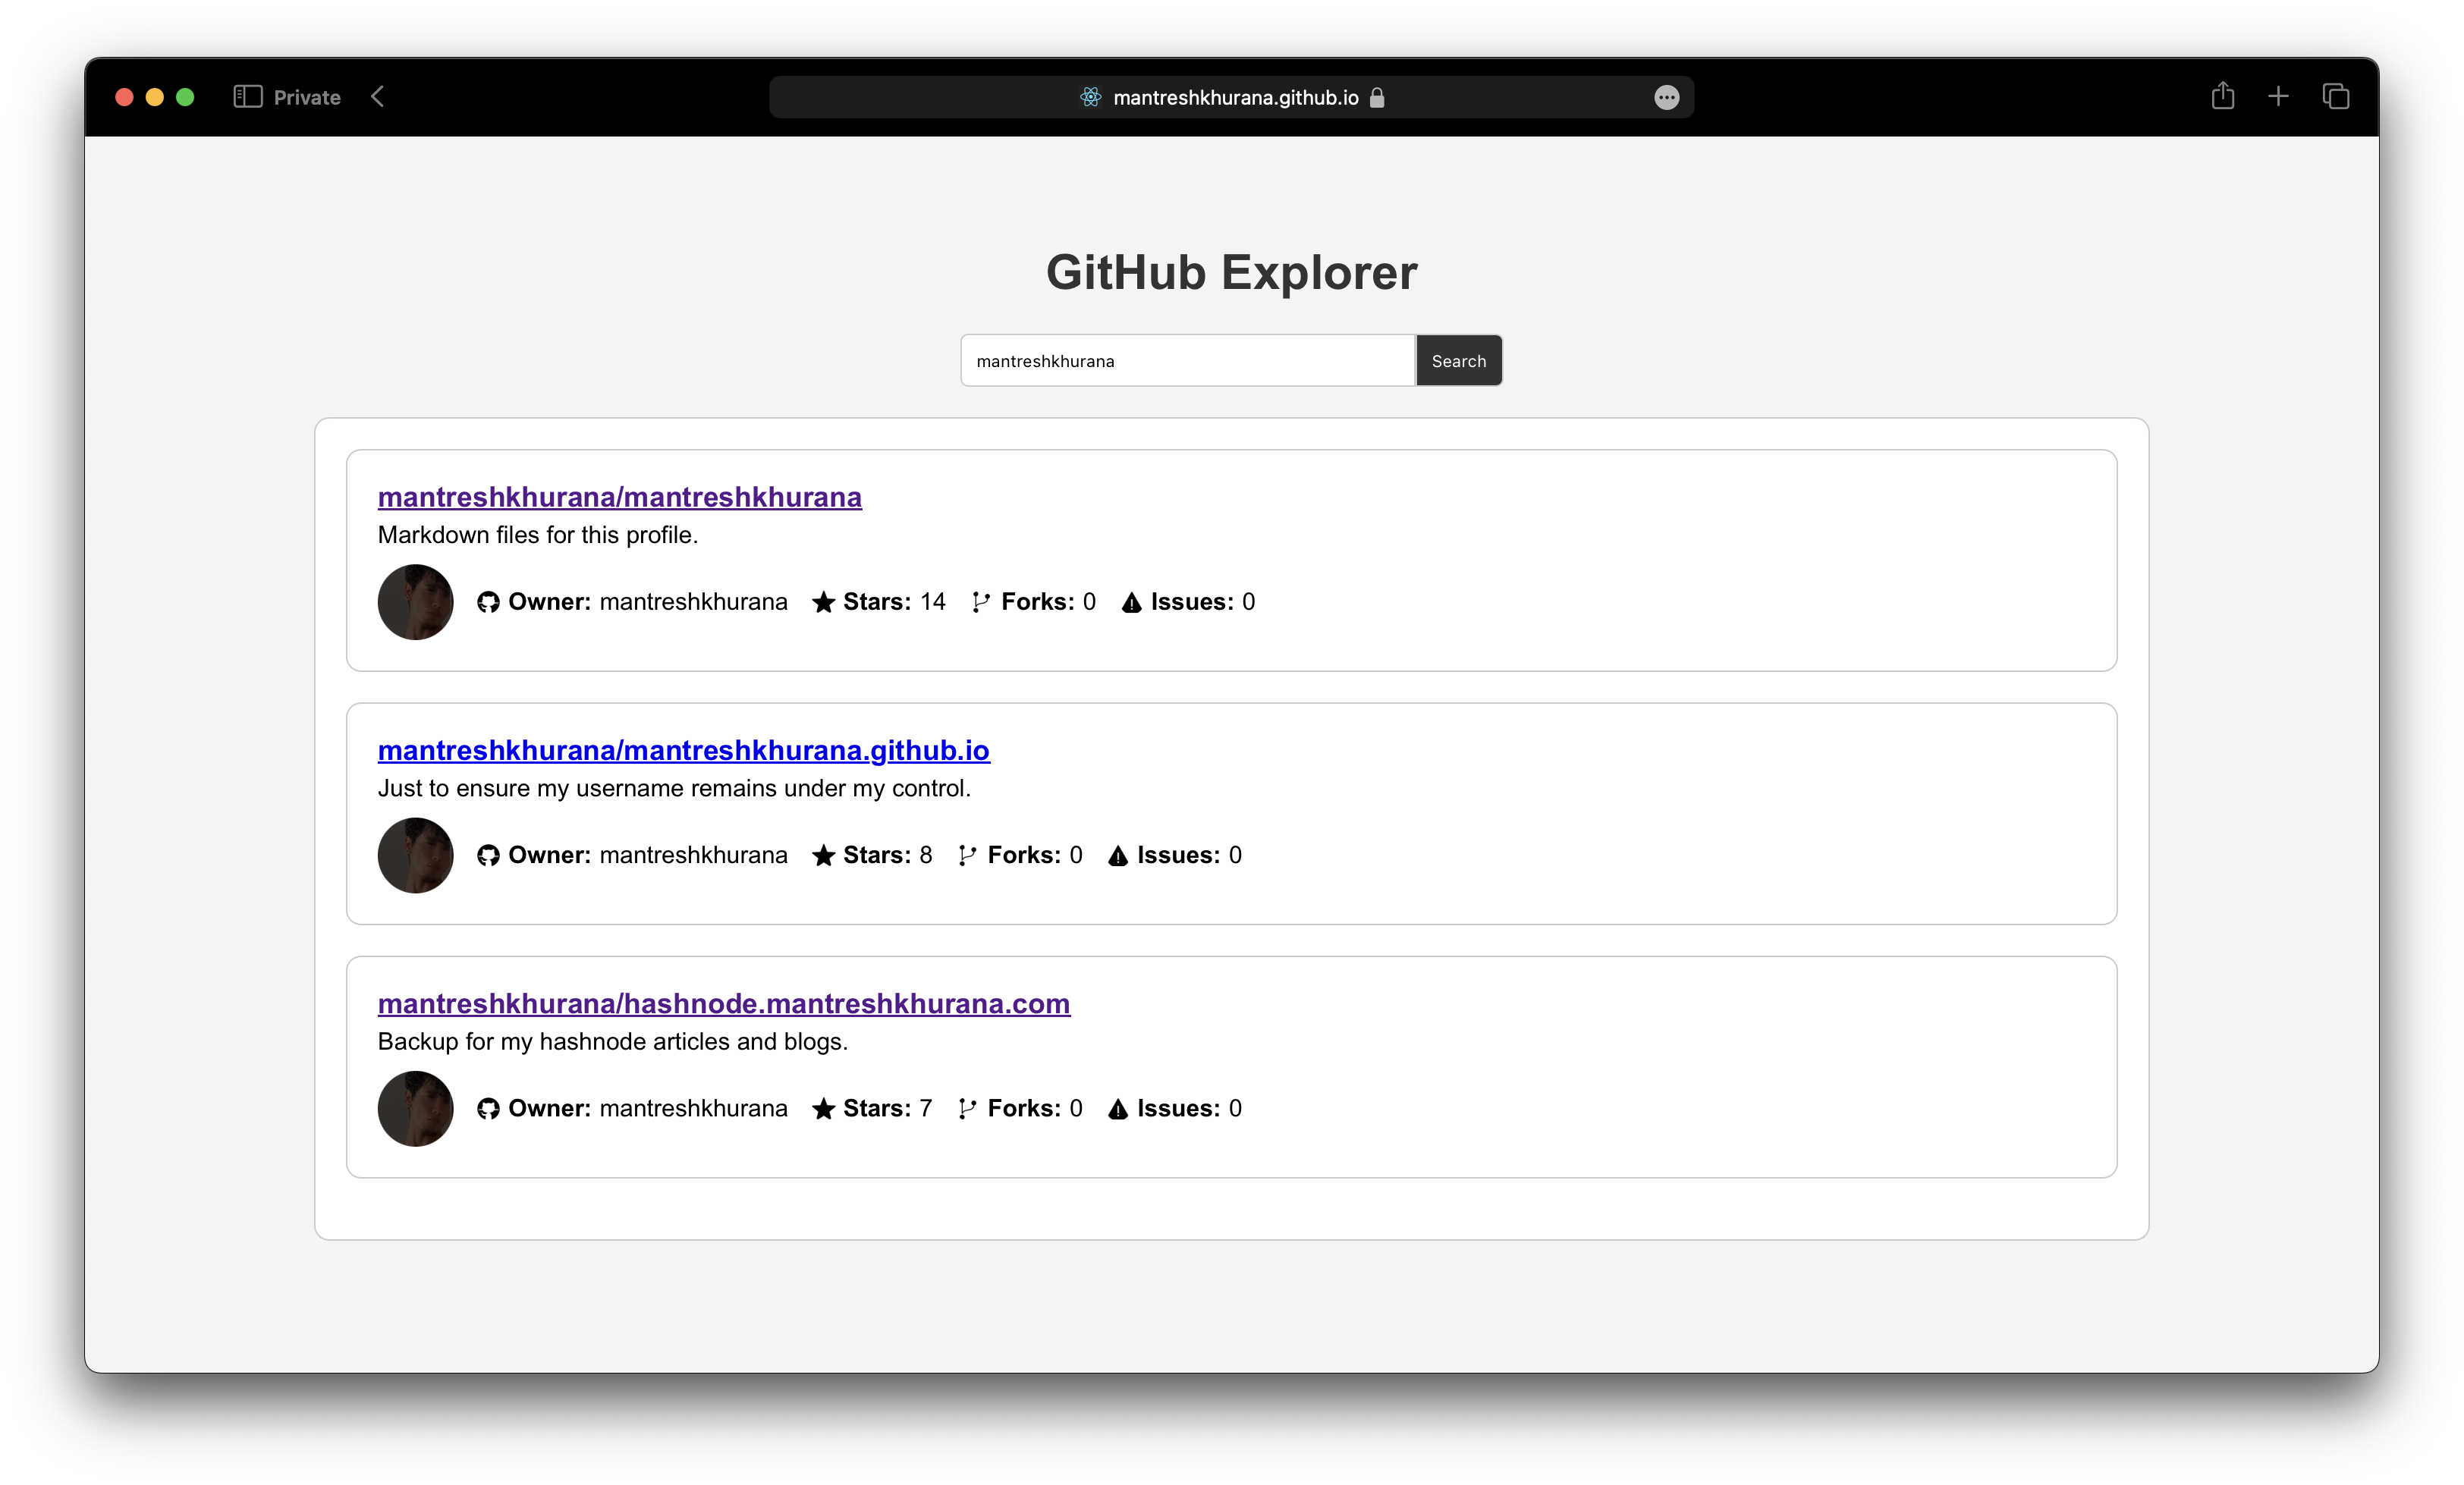 Private
mantreshkhurana.github.io
GitHub Explorer
mantreshkhurana
Search
mantreshkhurana/mantreshkhurana
Markdown files for this profile.
Owner: mantreshkhurana Stars: 14 Forks: 0 Issues: 0
mantreshkhurana/mantreshkhurana.github.io
Just to ensure my username remains under my control.
Owner: mantreshkhurana Stars: 8 Forks: 0 Issues: 0
mantreshkhurana/hashnode.mantreshkhurana.com
Backup for my hashnode articles and blogs.
Owner: mantreshkhurana Stars: 7 Forks: 0 Issues: 0